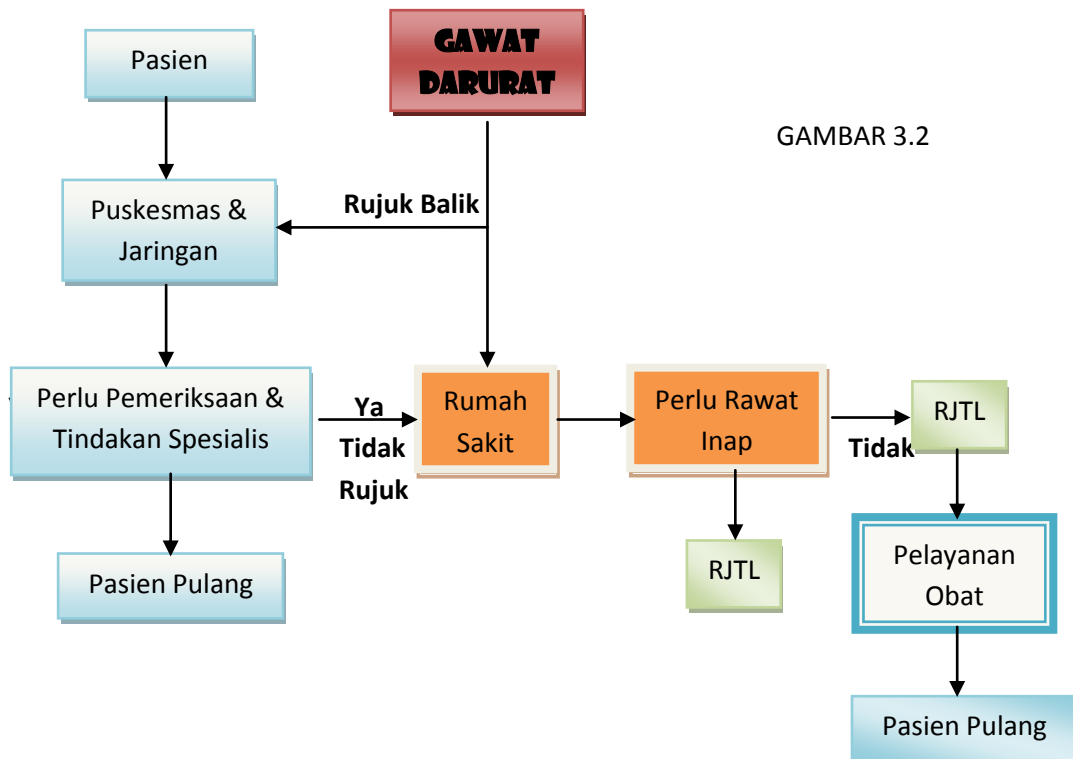 Pasien
GAWAT
DARURAT
GAMBAR 3.2
Puskesmas &
Jaringan
Rujuk Balik
Perlu Pemeriksaan &
Tindakan Spesialis
Ya
Tidak
Rujuk
Rumah
Sakit
Perlu Rawat
Inap
Tidak
RJTL
Pasien Pulang
RJTL
Pelayanan
Obat
Pasien Pulang